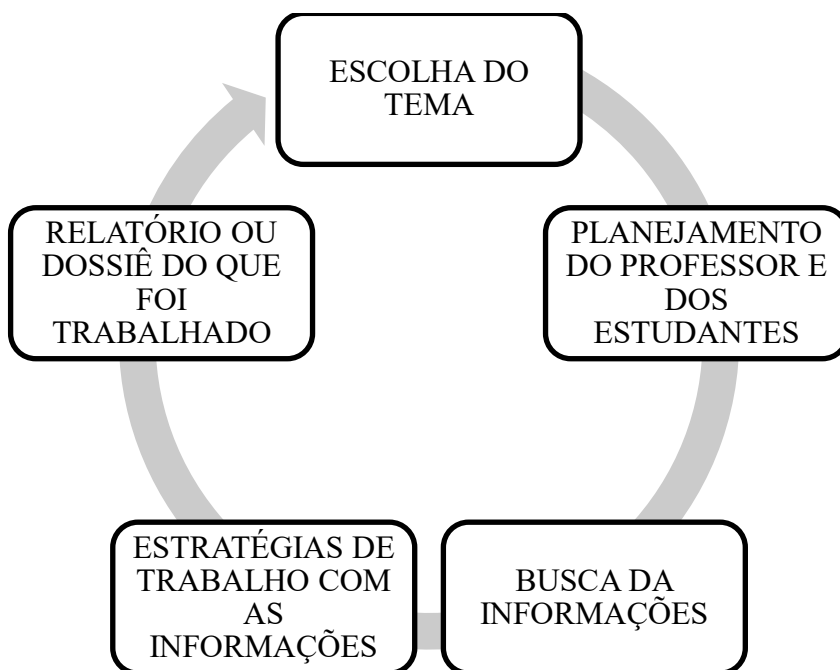 ESCOLHA DO
TEMA
PLANEJAMENTO
DO PROFESSOR E
DOS
ESTUDANTES
BUSCA DA
INFORMAÇÕES
ESTRATÉGIAS DE
TRABALHO COM
AS
INFORMAÇÕES
RELATÓRIO OU
DOSSIÊ DO QUE
FOI
TRABALHADO